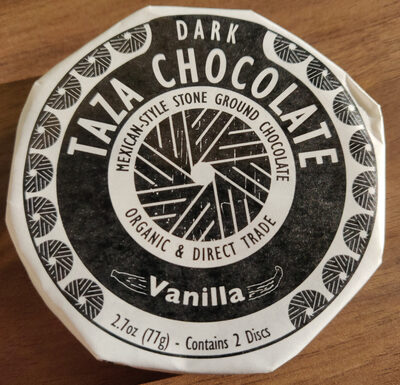 DARK
TAZA CHOCOLATE
MEXICAN-STYLE STONE GROUND CHOCOLATE
ORGANIC & DIRECT TRADE
Vanilla
2.7oz (77g) - Contains 2 Discs